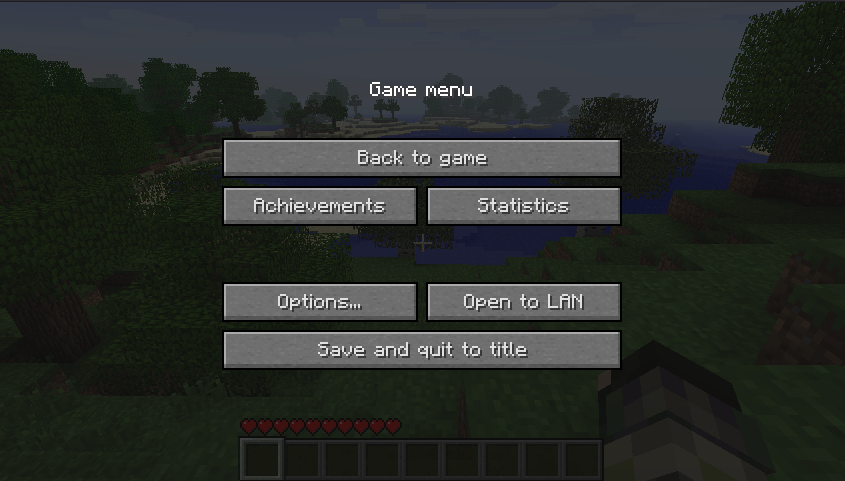 Game menu
Back to game
Achievements
Statistics
Options...
Open to LAN
Save and quit to title